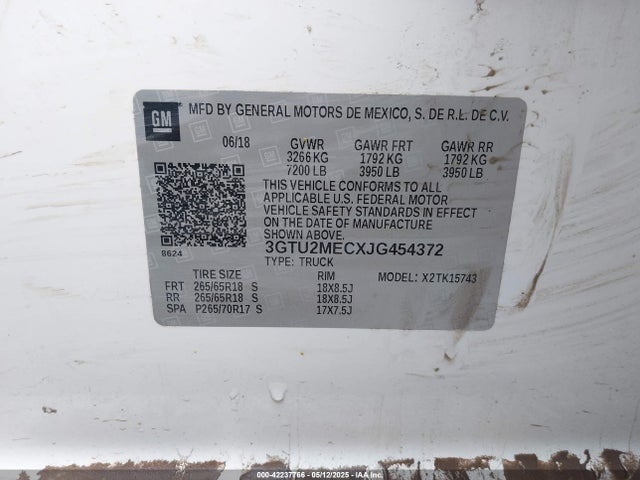 GM
MFD BY GENERAL MOTORS DE MEXICO, S. DE R.L. DE C.V.
06/18 GVWR GAWR FRT GAWR RR
3266 KG 1792 KG 1792 KG
7200 LB 3950 LB 3950 LB
THIS VEHICLE CONFORMS TO ALL
APPLICABLE U.S. FEDERAL MOTOR
VEHICLE SAFETY STANDARDS IN EFFECT
ON THE DATE OF MANUFACTURE
SHOWN ABOVE.
8624
3GTU2MECXJG454372
TYPE: TRUCK
TIRE SIZE RIM MODEL: X2TK15743
FRT 265/65R18 S 18X8.5J
RR 265/65R18 S 18X8.5J
SPA P265/70R17 S 17X7.5J
000-42237766 - 05/12/2025 - IAA Inc.